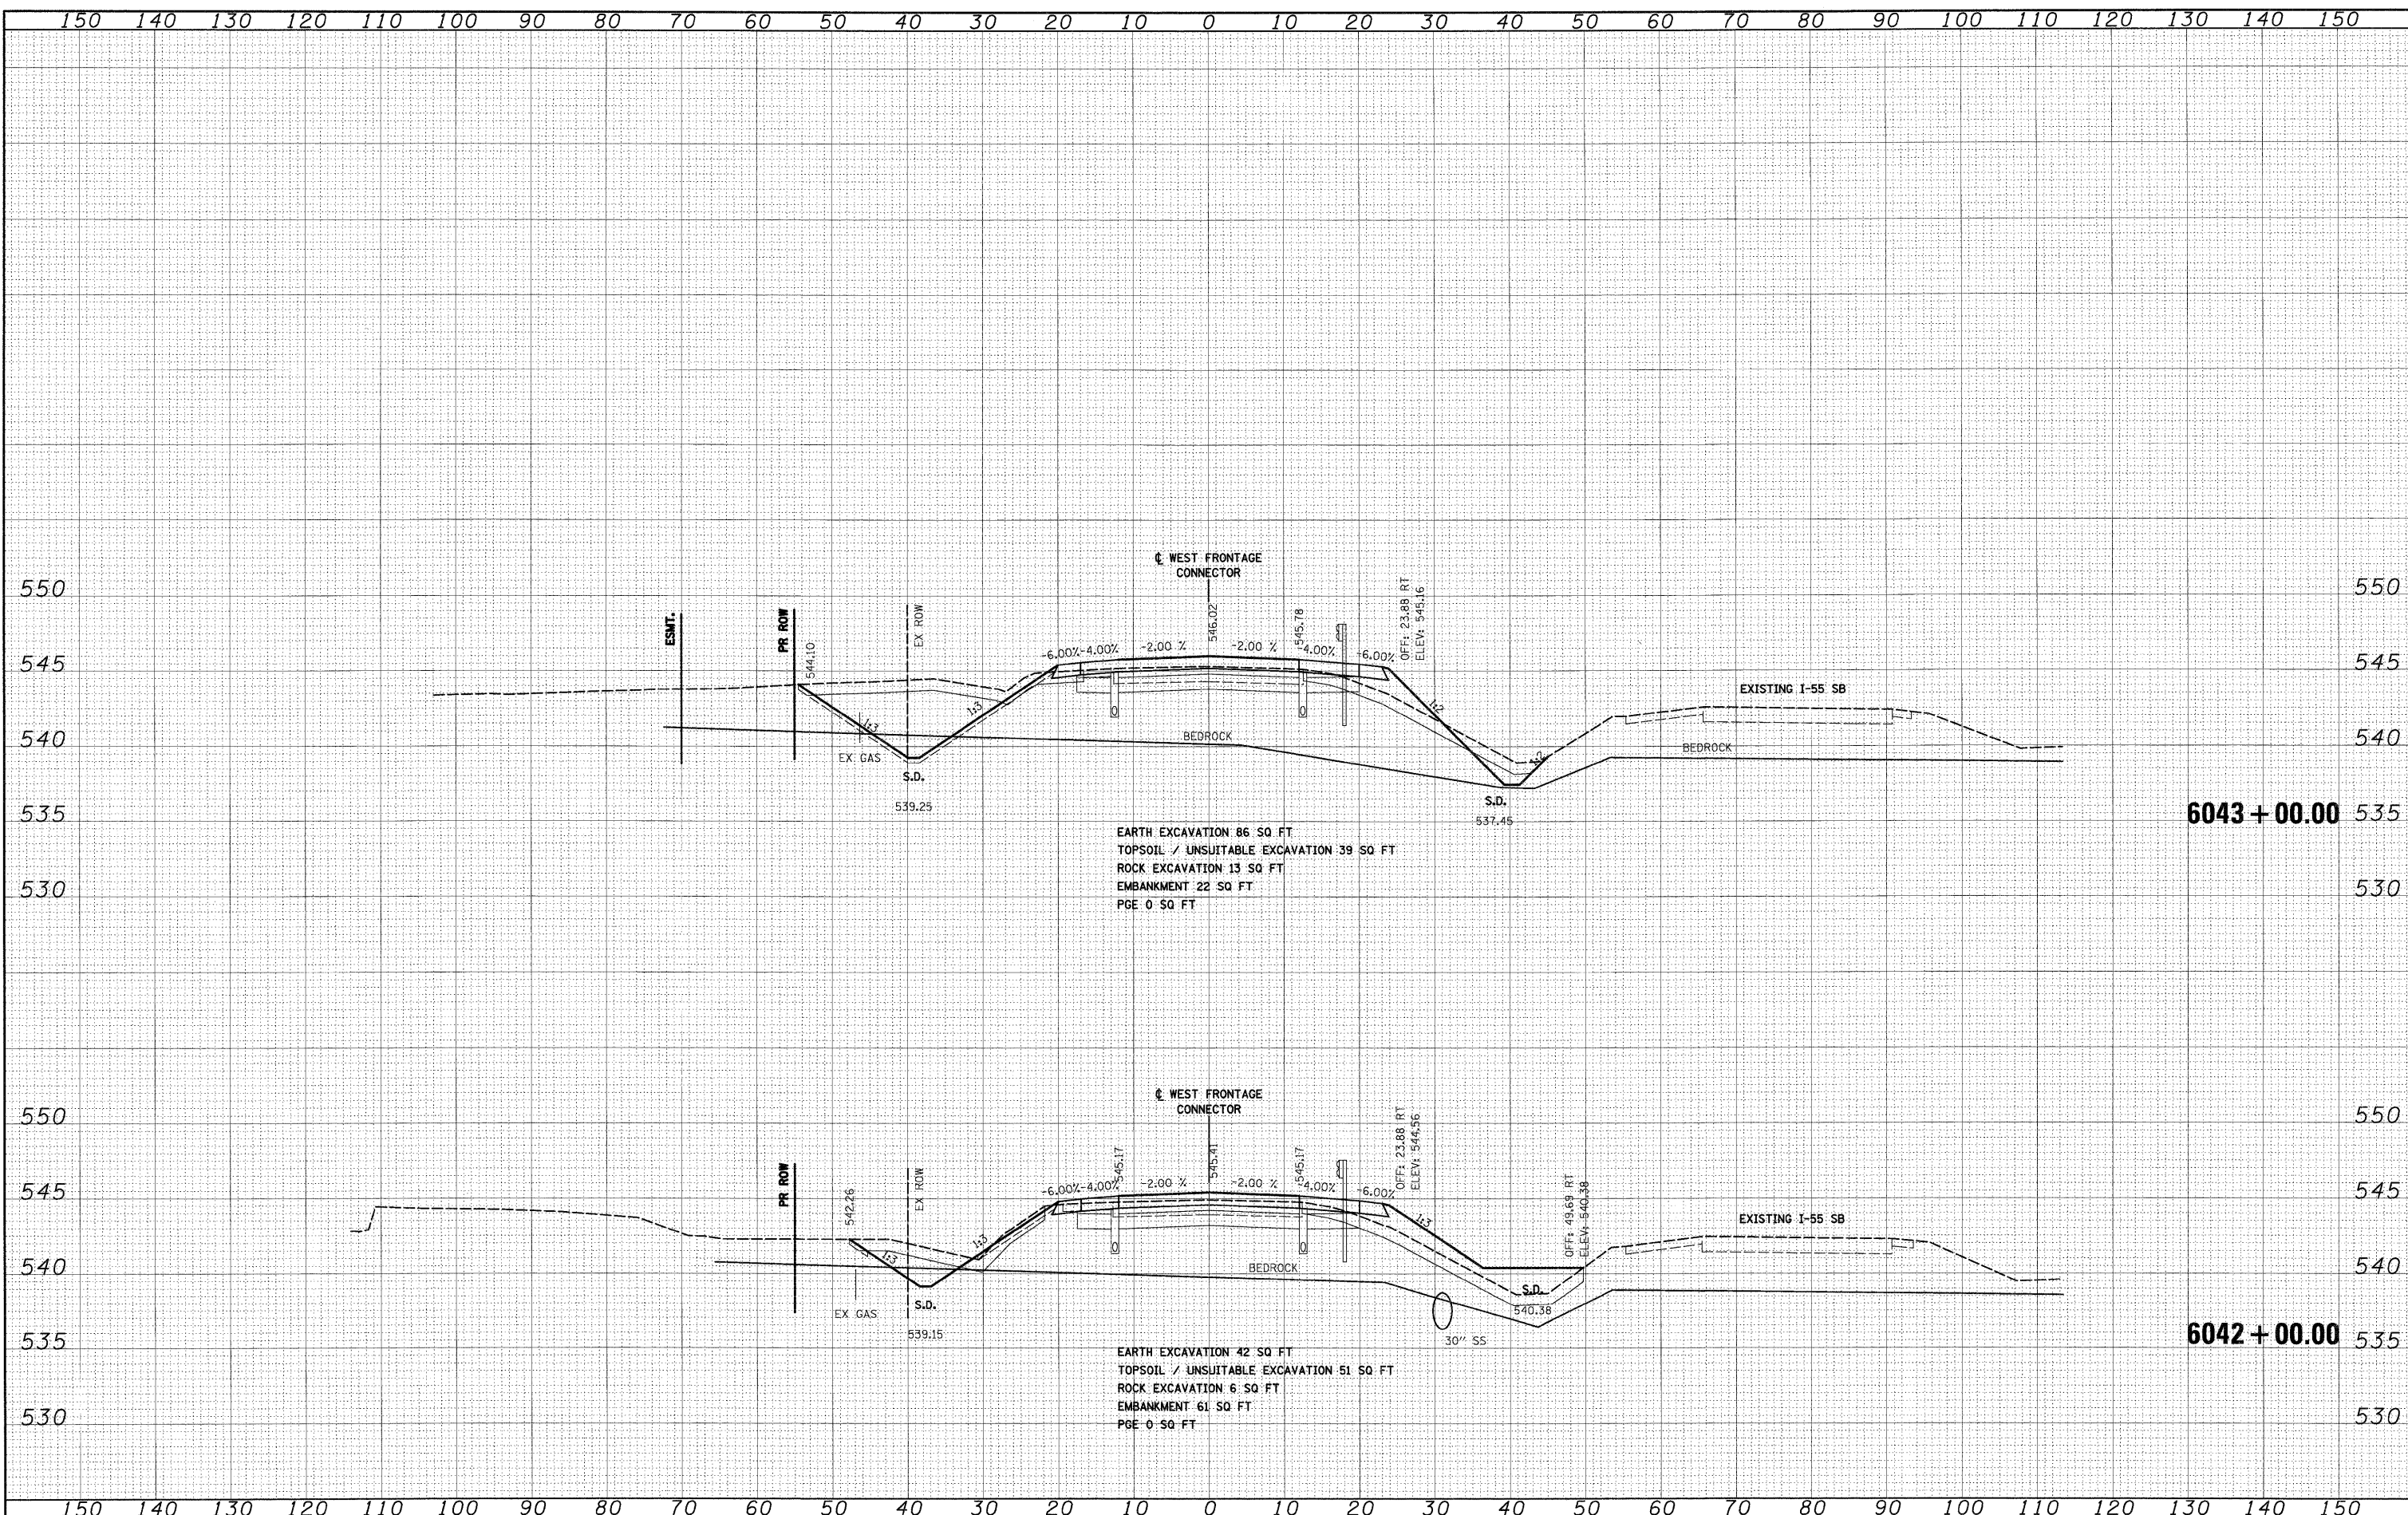 150 140 130 120 110 100 90 80 70 60 50 40 30 20 10 0 10 20 30 40 50 60 70 80 90 100 110 120 130 140 150
℄ WEST FRONTAGE
CONNECTOR
550 550
ESMT.
PR ROW
544.10
EX ROW
546.02
545.78
OFF: 23.88 RT
ELEV: 545.16
-6.00% -4.00% -2.00 % -2.00 % -4.00% -6.00%
545 545
1:3
1:3
1:2
1:2
EXISTING I-55 SB
540 540
BEDROCK
BEDROCK
EX GAS
S.D.
539.25
S.D.
537.45
535 535
6043+00.00
EARTH EXCAVATION 86 SQ FT
TOPSOIL / UNSUITABLE EXCAVATION 39 SQ FT
ROCK EXCAVATION 13 SQ FT
EMBANKMENT 22 SQ FT
PGE 0 SQ FT
530 530
℄ WEST FRONTAGE
CONNECTOR
550 550
PR ROW
542.26
EX ROW
545.17
545.41
545.17
OFF: 23.88 RT
ELEV: 544.56
OFF: 49.69 RT
ELEV: 540.38
-6.00% -4.00% -2.00 % -2.00 % -4.00% -6.00%
545 545
1:3
1:3
1:3
EXISTING I-55 SB
540 540
BEDROCK
EX GAS
S.D.
539.15
S.D.
540.38
30" SS
535 535
6042+00.00
EARTH EXCAVATION 42 SQ FT
TOPSOIL / UNSUITABLE EXCAVATION 51 SQ FT
ROCK EXCAVATION 6 SQ FT
EMBANKMENT 61 SQ FT
PGE 0 SQ FT
530 530
150 140 130 120 110 100 90 80 70 60 50 40 30 20 10 0 10 20 30 40 50 60 70 80 90 100 110 120 130 140 150